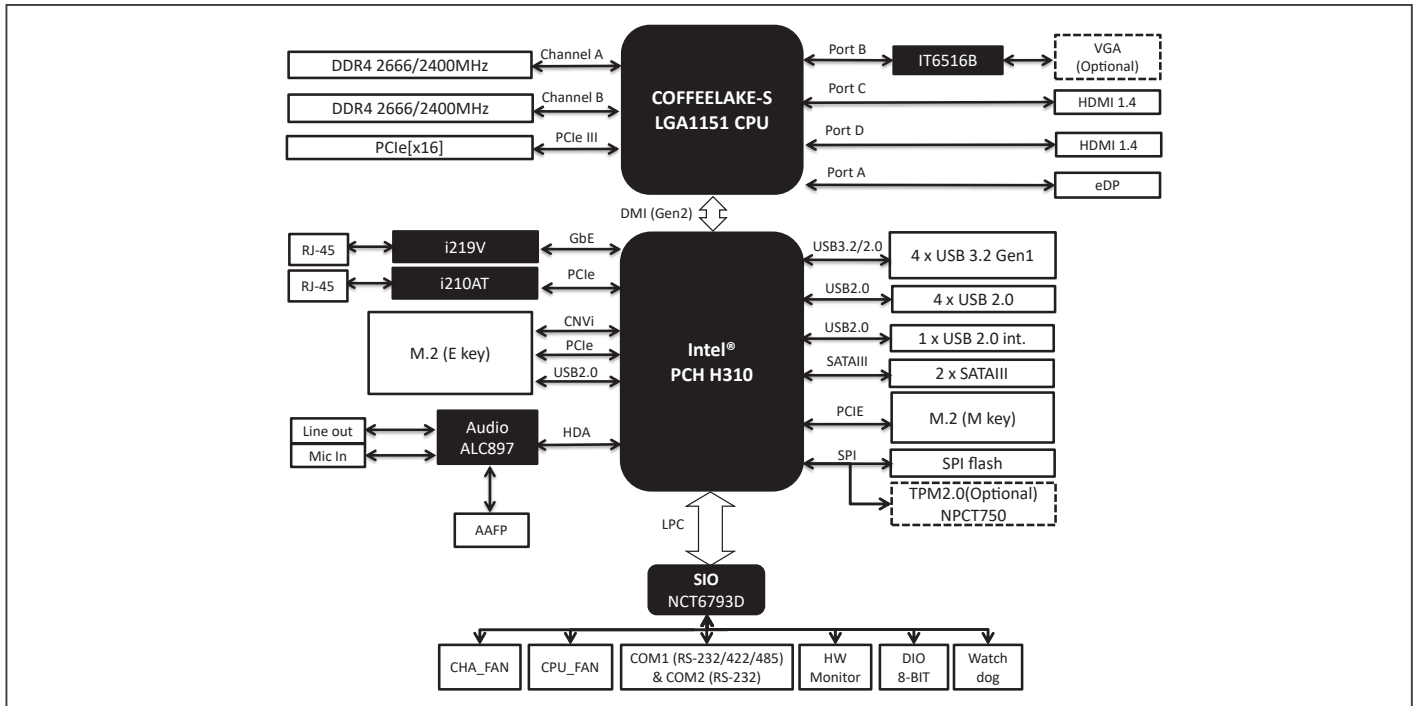 DDR4 2666/2400MHz
Channel A
DDR4 2666/2400MHz
Channel B
PCIe[x16]
PCIe III
COFFEELAKE-S
LGA1151 CPU
Port B
IT6516B
VGA
(Optional)
Port C
HDMI 1.4
Port D
HDMI 1.4
Port A
eDP
DMI (Gen2)
RJ-45
i219V
GbE
RJ-45
i210AT
PCIe
M.2 (E key)
CNVi
PCIe
USB2.0
Line out
Mic In
Audio
ALC897
HDA
AAFP
Intel®
PCH H310
USB3.2/2.0
4 x USB 3.2 Gen1
USB2.0
4 x USB 2.0
USB2.0
1 x USB 2.0 int.
SATAIII
2 x SATAIII
PCIE
M.2 (M key)
SPI
SPI flash
TPM2.0(Optional)
NPCT750
LPC
SIO
NCT6793D
CHA_FAN
CPU_FAN
COM1 (RS-232/422/485)
& COM2 (RS-232)
HW
Monitor
DIO
8-BIT
Watch
dog